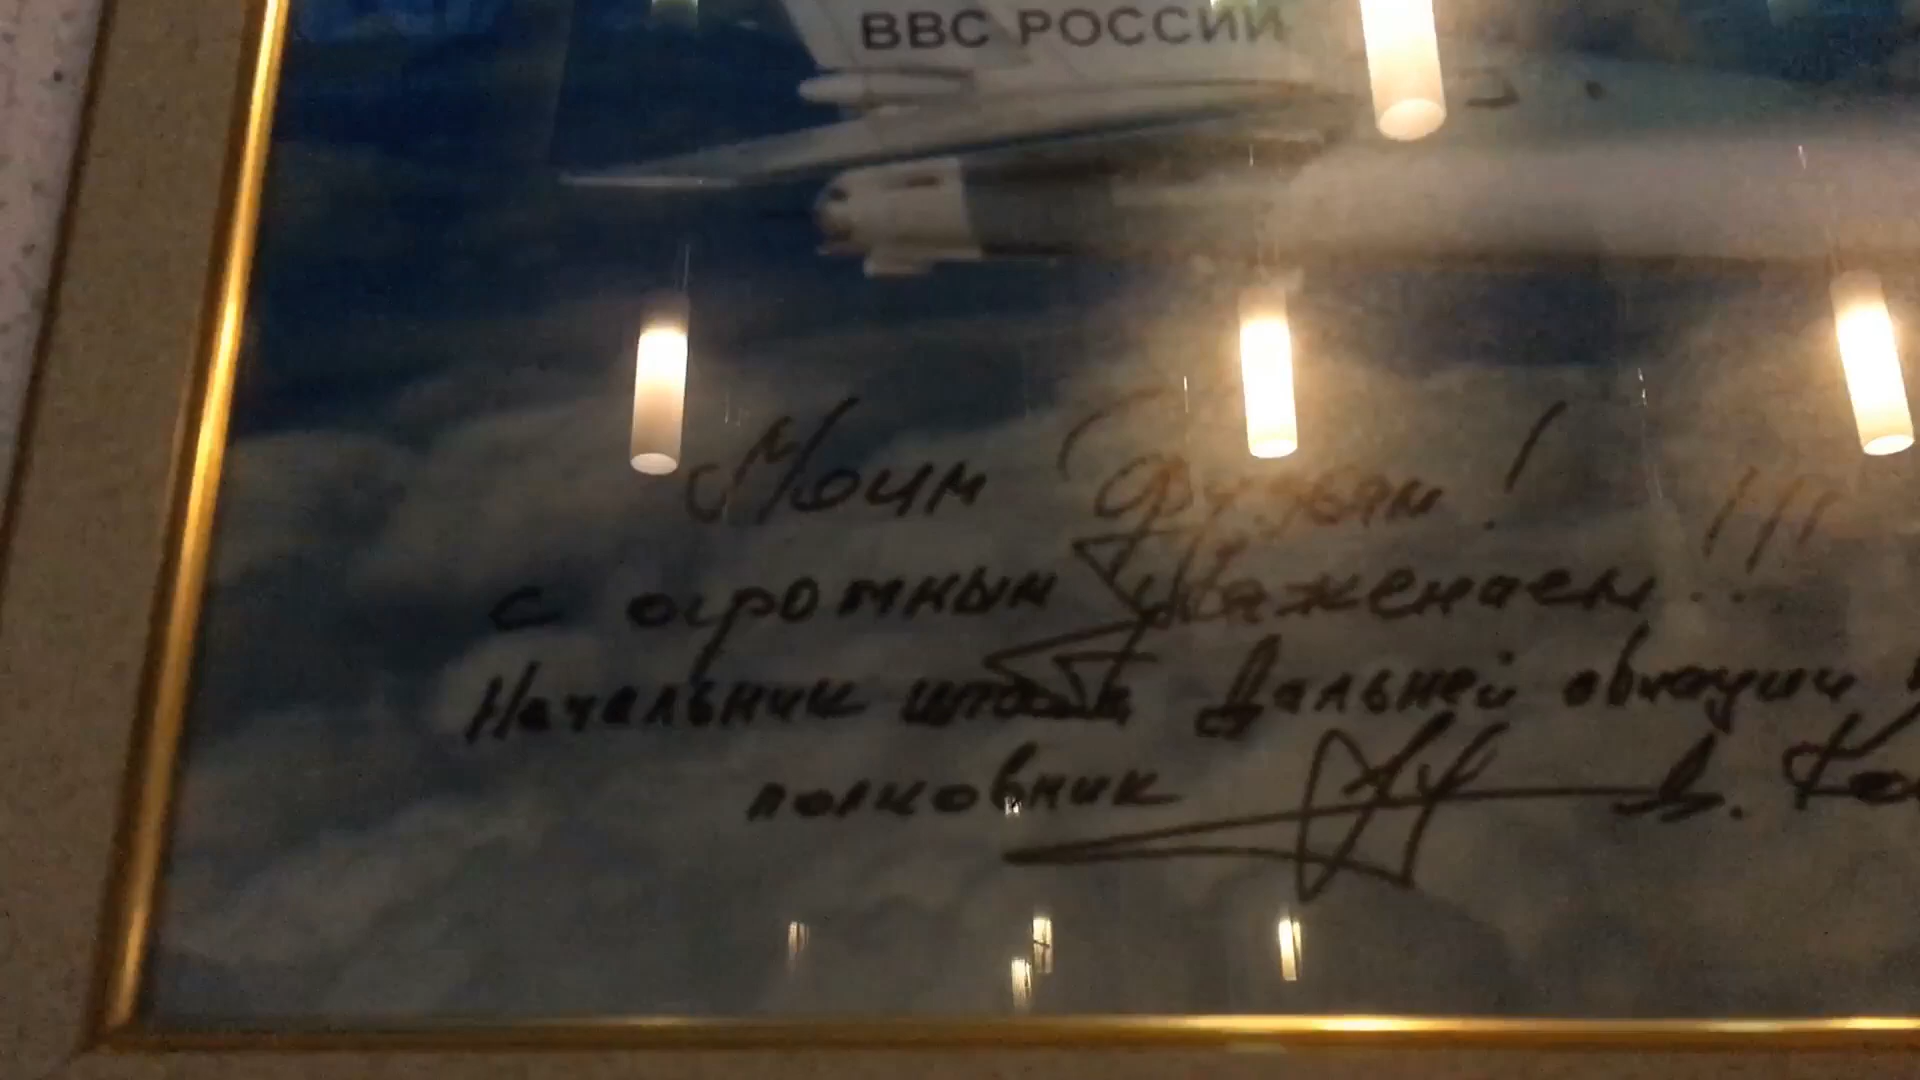 ВВС РОССИИ
Моим Друзьям!
с огромным Уважением!!!
Начальник штаба Дальней авиации
полковник В.